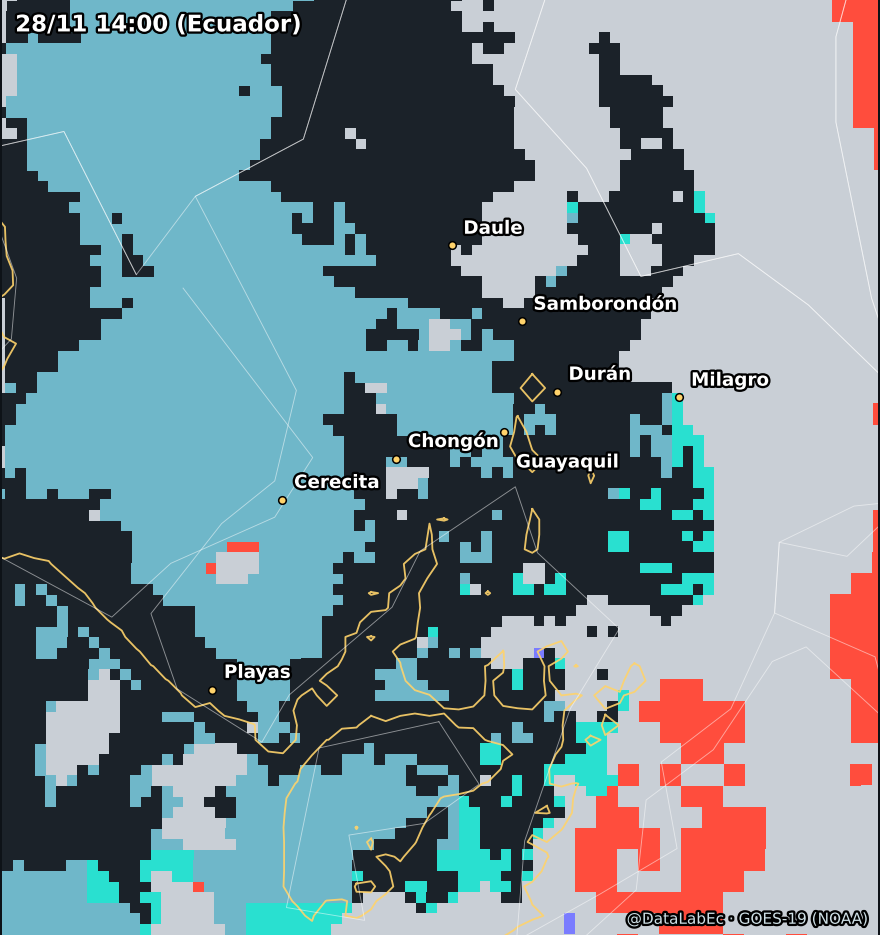 28/11 14:00 (Ecuador)
Daule
Samborondón
Durán
Milagro
Chongón
Guayaquil
Cerecita
Playas
@DataLabEc · GOES-19 (NOAA)